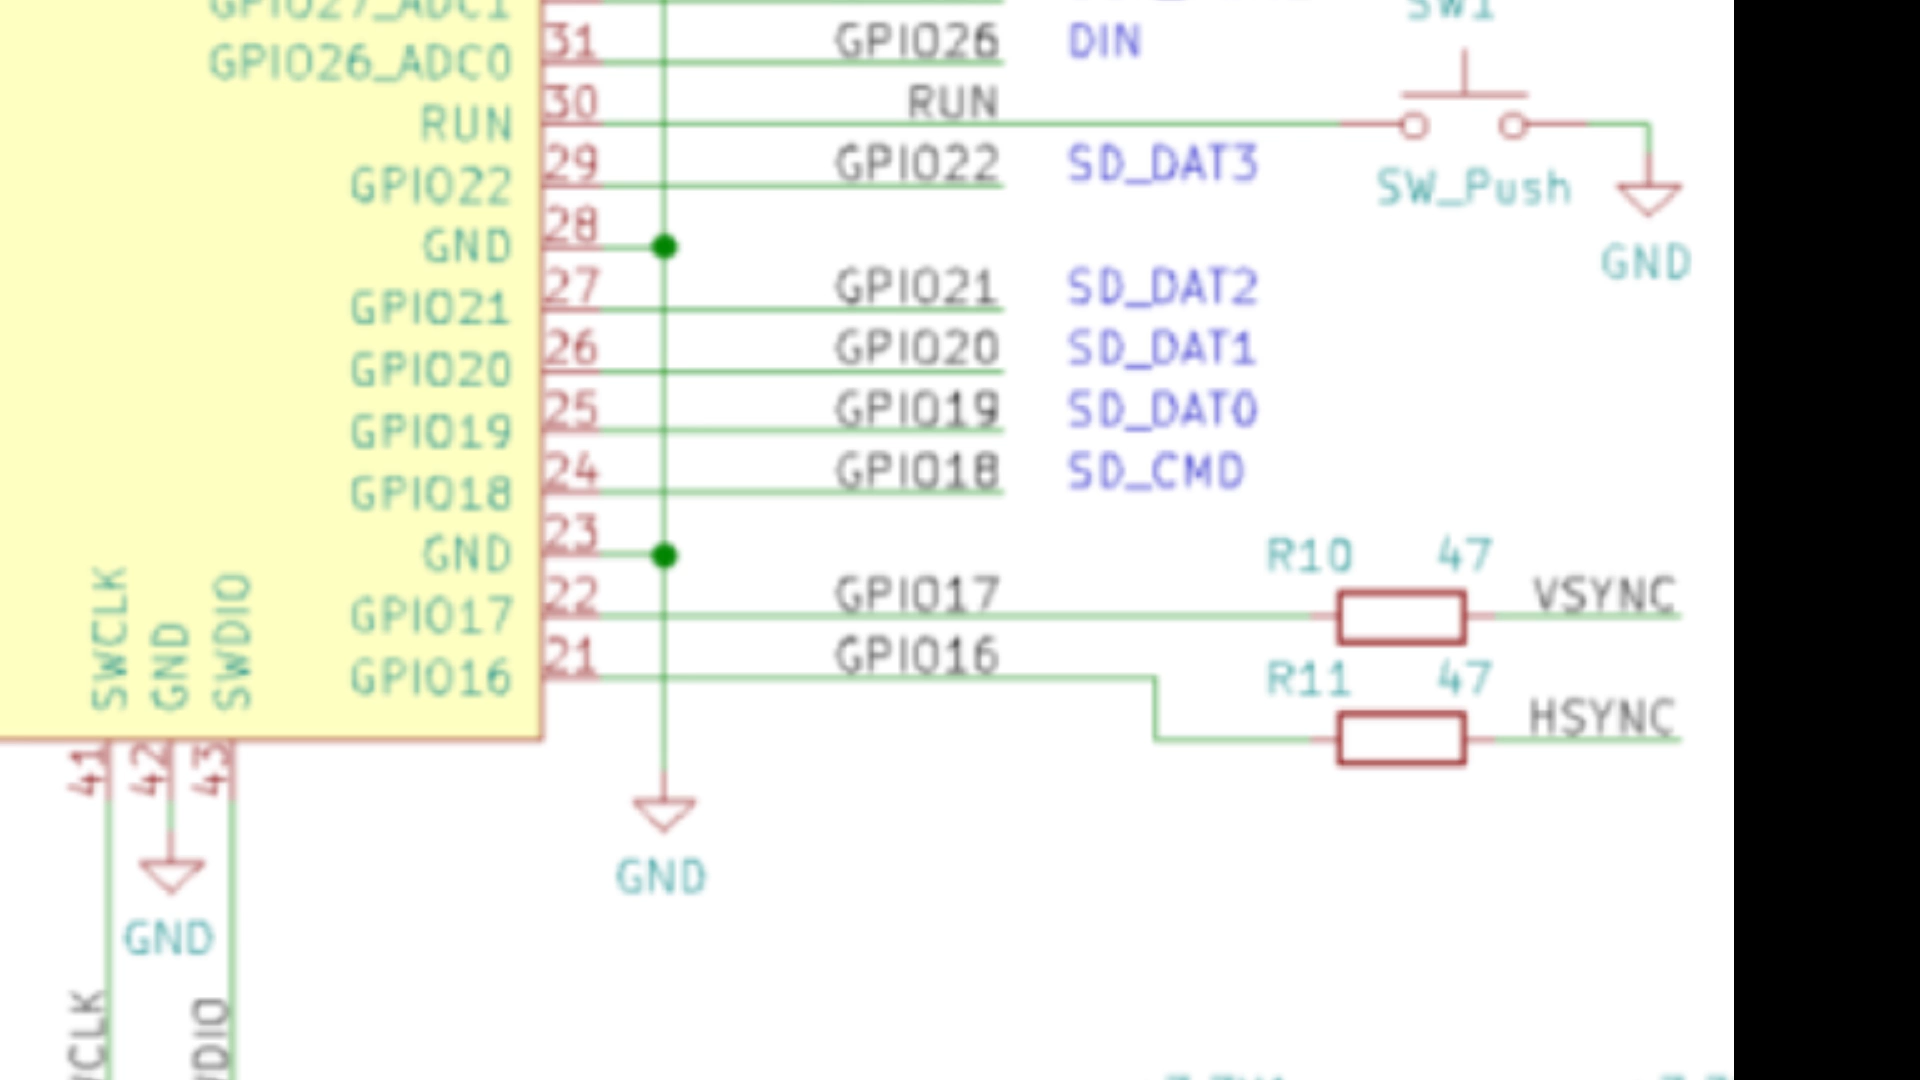 GPIO27_ADC1
SW1
31 GPIO26 DIN
GPIO26_ADC0
30 RUN
RUN
29 GPIO22 SD_DAT3
GPIO22 SW_Push
28
GND GND
27 GPIO21 SD_DAT2
GPIO21
26 GPIO20 SD_DAT1
GPIO20
25 GPIO19 SD_DAT0
GPIO19
24 GPIO18 SD_CMD
GPIO18
23
GND R10 47
22 GPIO17 VSYNC
GPIO17
21 GPIO16
GPIO16 R11 47
HSYNC
SWCLK GND SWDIO
41 42 43
GND
GND